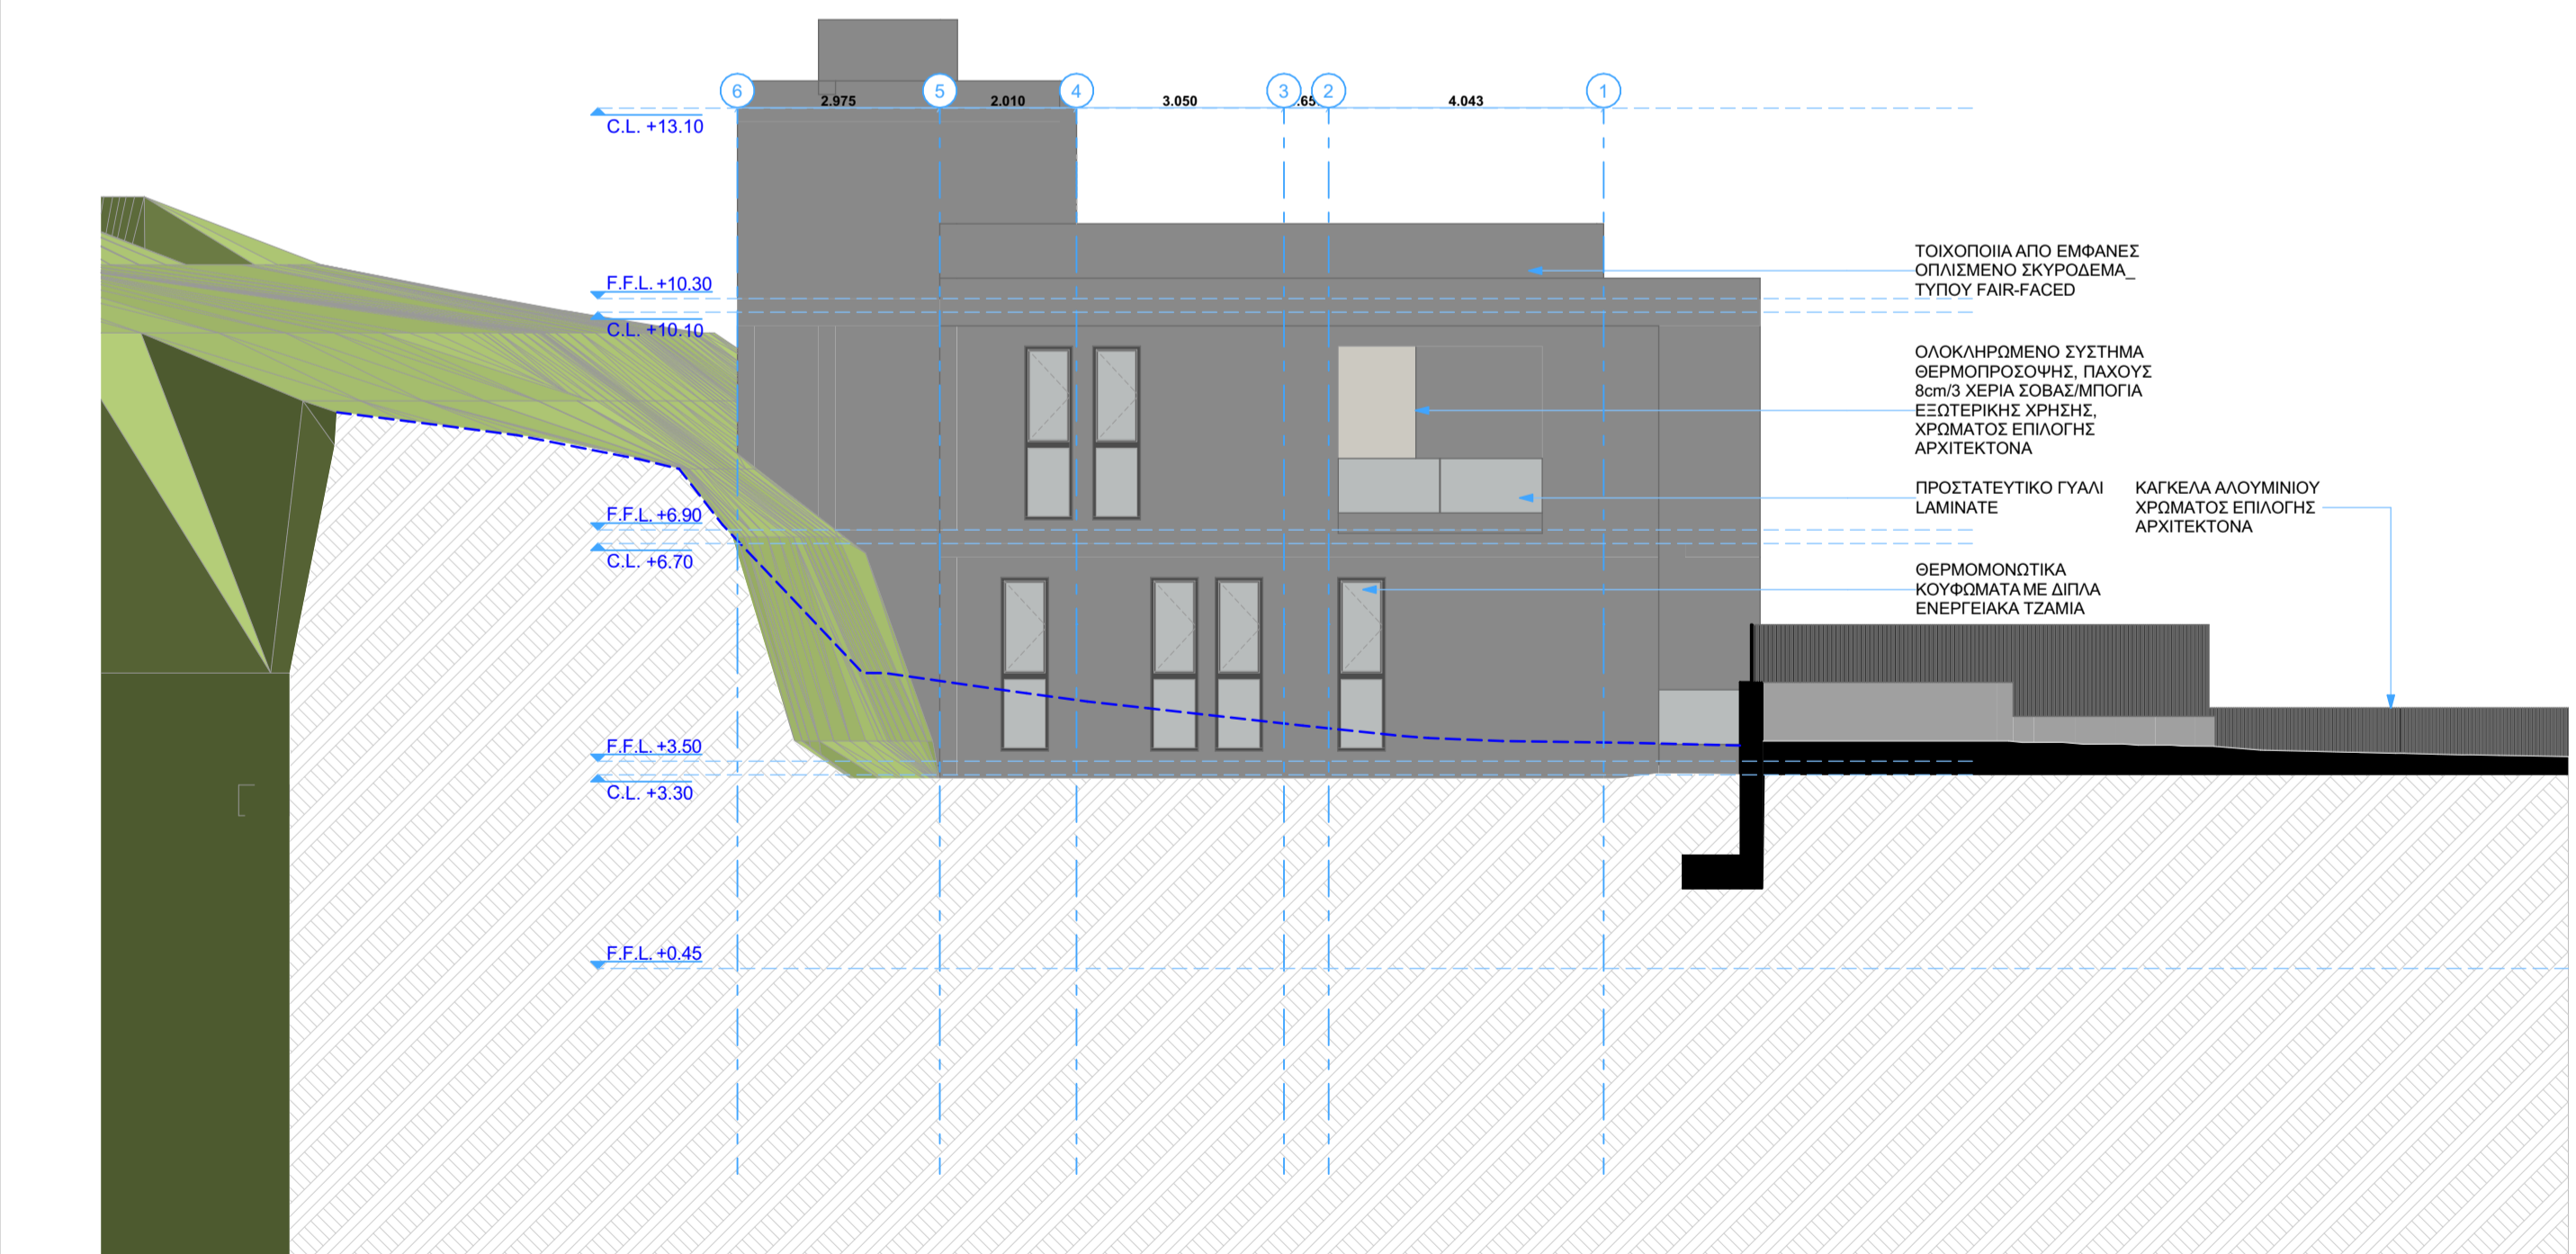 6
5
4
3
2
1
2.975
2.010
3.050
4.043
C.L. +13.10
F.F.L. +10.30
C.L. +10.10
F.F.L. +6.90
C.L. +6.70
F.F.L. +3.50
C.L. +3.30
F.F.L. +0.45
ΤΟΙΧΟΠΟΙΙΑ ΑΠΟ ΕΜΦΑΝΕΣ
ΟΠΛΙΣΜΕΝΟ ΣΚΥΡΟΔΕΜΑ_
ΤΥΠΟΥ FAIR-FACED
ΟΛΟΚΛΗΡΩΜΕΝΟ ΣΥΣΤΗΜΑ
ΘΕΡΜΟΠΡΟΣΟΨΗΣ, ΠΑΧΟΥΣ
8cm/3 ΧΕΡΙΑ ΣΟΒΑΣ/ΜΠΟΓΙΑ
ΕΞΩΤΕΡΙΚΗΣ ΧΡΗΣΗΣ,
ΧΡΩΜΑΤΟΣ ΕΠΙΛΟΓΗΣ
ΑΡΧΙΤΕΚΤΟΝΑ
ΠΡΟΣΤΑΤΕΥΤΙΚΟ ΓΥΑΛΙ
LAMINATE
ΚΑΓΚΕΛΑ ΑΛΟΥΜΙΝΙΟΥ
ΧΡΩΜΑΤΟΣ ΕΠΙΛΟΓΗΣ
ΑΡΧΙΤΕΚΤΟΝΑ
ΘΕΡΜΟΜΟΝΩΤΙΚΑ
ΚΟΥΦΩΜΑΤΑ ΜΕ ΔΙΠΛΑ
ΕΝΕΡΓΕΙΑΚΑ ΤΖΑΜΙΑ